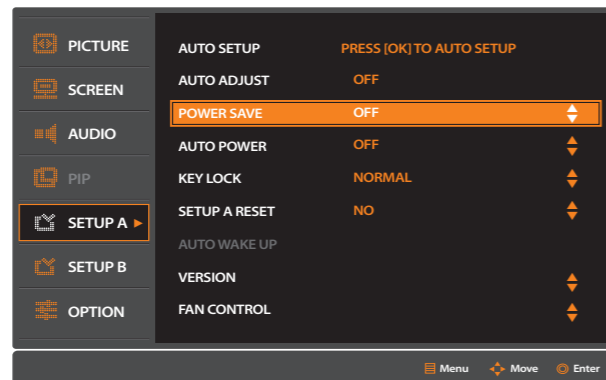 PICTURE
SCREEN
AUDIO
PIP
SETUP A
SETUP B
OPTION
AUTO SETUP PRESS [OK] TO AUTO SETUP
AUTO ADJUST OFF
POWER SAVE OFF
AUTO POWER OFF
KEY LOCK NORMAL
SETUP A RESET NO
AUTO WAKE UP
VERSION
FAN CONTROL
Menu Move Enter